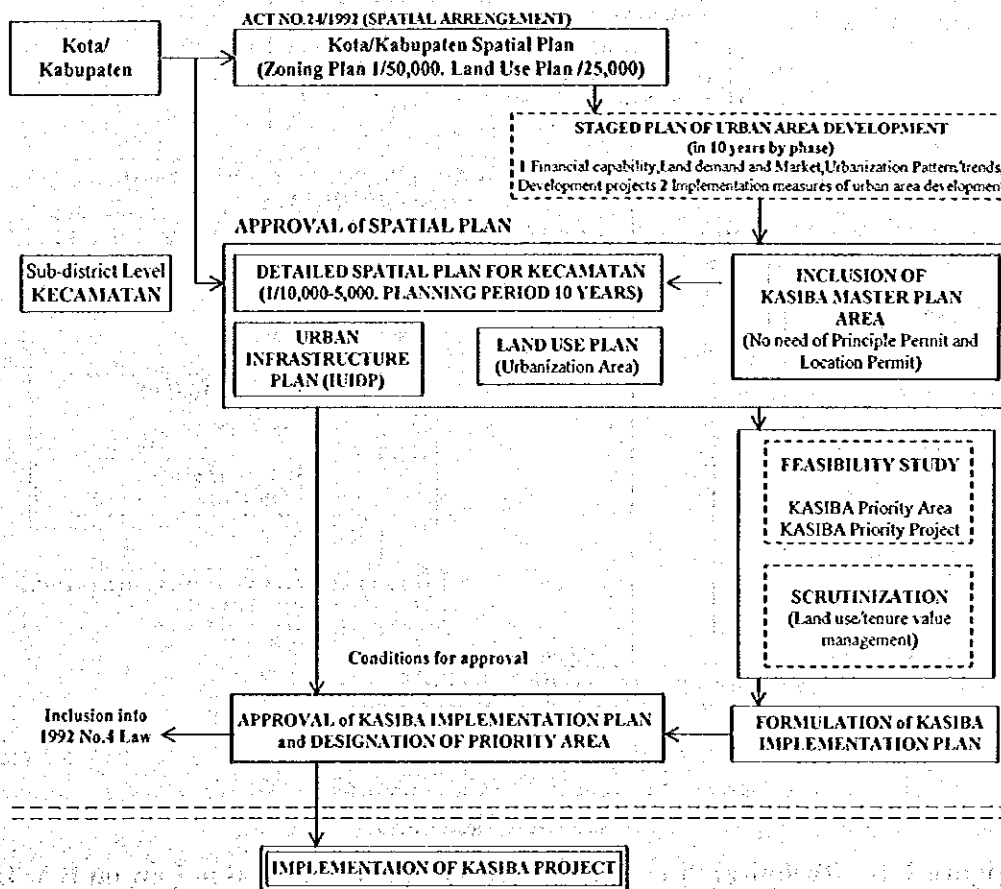 ACT NO.24/1992 (SPATIAL ARRENGEMENT)
Kota/
Kabupaten
Kota/Kabupaten Spatial Plan
(Zoning Plan 1/50,000. Land Use Plan /25,000)
STAGED PLAN OF URBAN AREA DEVELOPMENT
(in 10 years by phase)
1 Financial capability,Land demand and Market,Urbanization Pattern/trends,
Development projects 2 Implementation measures of urban area development
APPROVAL of SPATIAL PLAN
Sub-district Level
KECAMATAN
DETAILED SPATIAL PLAN FOR KECAMATAN
(1/10,000-5,000. PLANNING PERIOD 10 YEARS)
INCLUSION OF
KASIBA MASTER PLAN
AREA
(No need of Principle Permit and
Location Permit)
URBAN
INFRASTRUCTURE
PLAN (IUIDP)
LAND USE PLAN
(Urbanization Area)
FEASIBILITY STUDY
KASIBA Priority Area
KASIBA Priority Project
SCRUTINIZATION
(Land use/tenure value
management)
Conditions for approval
Inclusion into
1992 No.4 Law
APPROVAL of KASIBA IMPLEMENTATION PLAN
and DESIGNATION OF PRIORITY AREA
FORMULATION of KASIBA
IMPLEMENTATION PLAN
IMPLEMENTAION OF KASIBA PROJECT